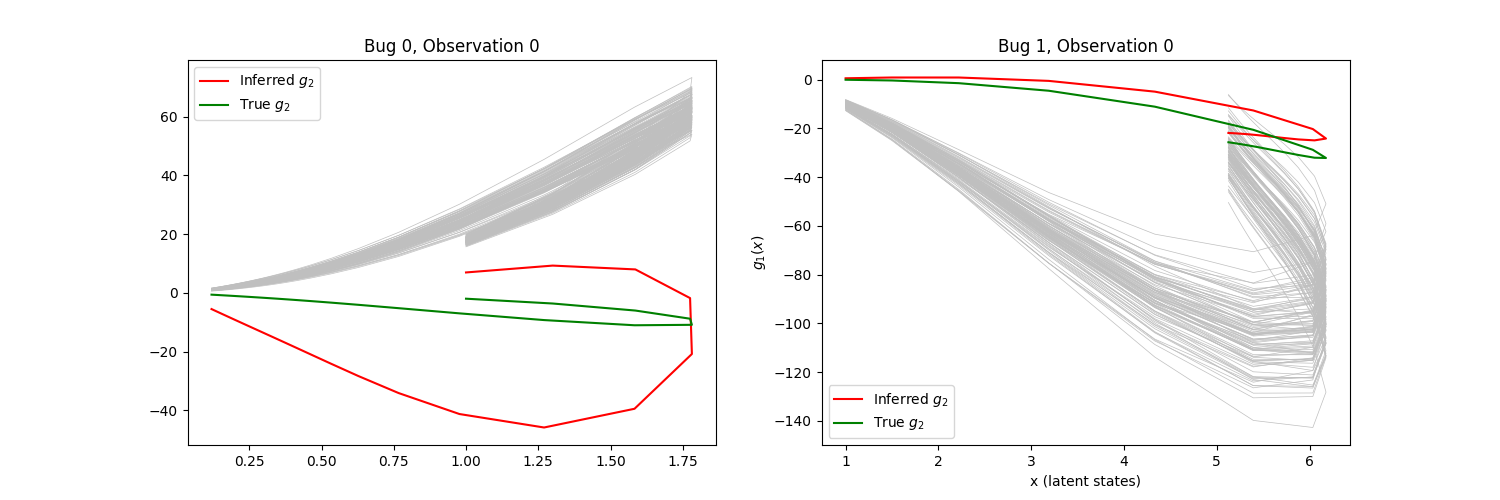 Bug 0, Observation 0
Inferred g₂
True g₂
60
40
20
0
−20
−40
0.25 0.50 0.75 1.00 1.25 1.50 1.75
Bug 1, Observation 0
g₁(x)
0
−20
−40
−60
−80
−100
−120
−140
Inferred g₂
True g₂
1 2 3 4 5 6
x (latent states)